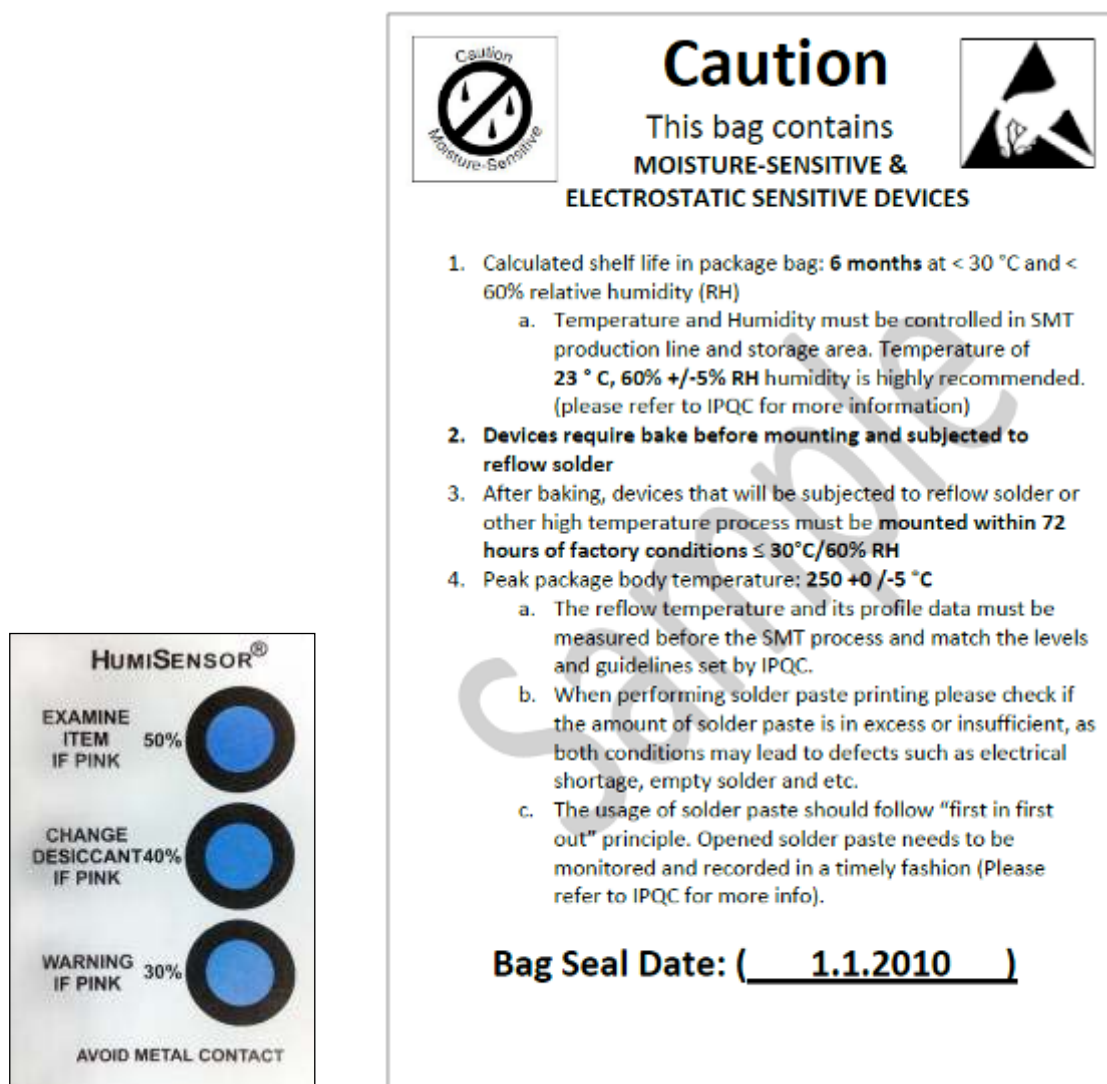 Caution
Moisture-Sensitive
Caution
This bag contains
MOISTURE-SENSITIVE &
ELECTROSTATIC SENSITIVE DEVICES
1. Calculated shelf life in package bag: 6 months at < 30 °C and <
60% relative humidity (RH)
a. Temperature and Humidity must be controlled in SMT
production line and storage area. Temperature of
23 ° C, 60% +/-5% RH humidity is highly recommended.
(please refer to IPQC for more information)
2. Devices require bake before mounting and subjected to
reflow solder
3. After baking, devices that will be subjected to reflow solder or
other high temperature process must be mounted within 72
hours of factory conditions ≤ 30°C/60% RH
4. Peak package body temperature: 250 +0 /-5 °C
a. The reflow temperature and its profile data must be
measured before the SMT process and match the levels
and guidelines set by IPQC.
b. When performing solder paste printing please check if
the amount of solder paste is in excess or insufficient, as
both conditions may lead to defects such as electrical
shortage, empty solder and etc.
c. The usage of solder paste should follow “first in first
out” principle. Opened solder paste needs to be
monitored and recorded in a timely fashion (Please
refer to IPQC for more info).
Bag Seal Date: ( 1.1.2010 )
Sample
HUMISENSOR®
EXAMINE
ITEM 50%
IF PINK
CHANGE
DESICCANT 40%
IF PINK
WARNING 30%
IF PINK
AVOID METAL CONTACT